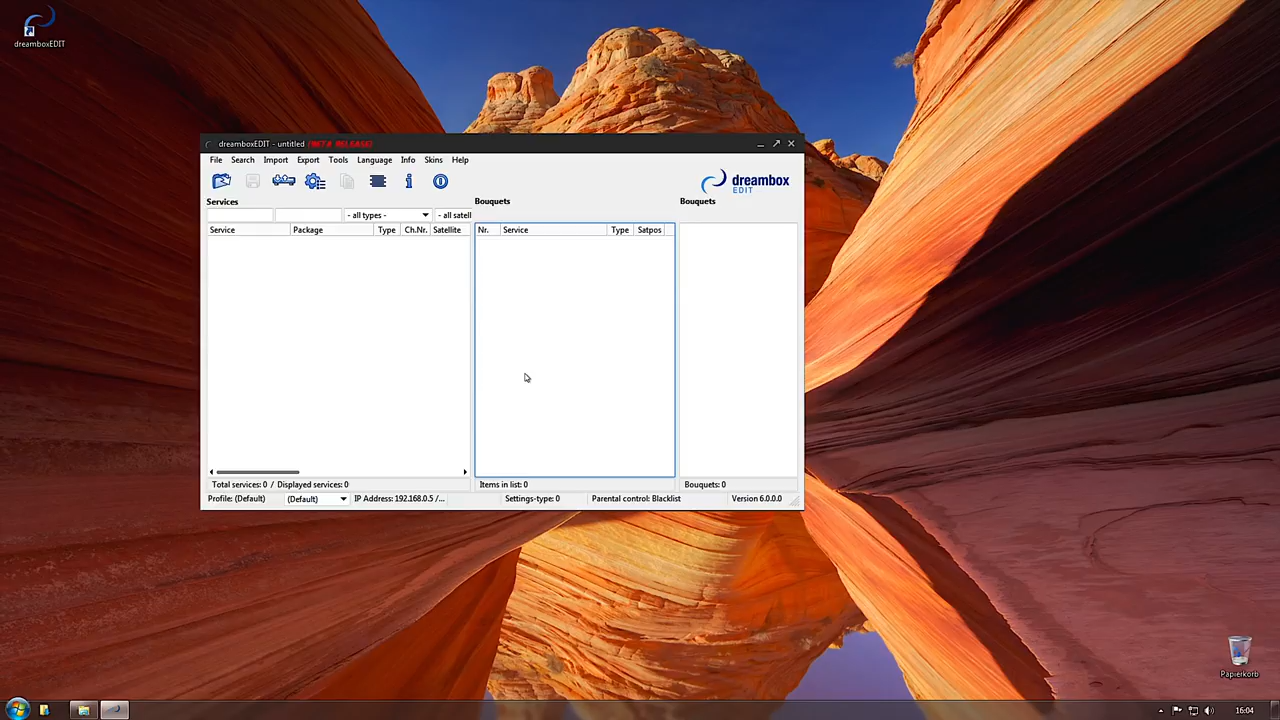 dreamboxEDIT
dreamboxEDIT - untitled [BETA RELEASE]
File Search Import Export Tools Language Info Skins Help
dreambox
EDIT
Services
Bouquets
Bouquets
- all types -
- all satell
Service Package Type Ch.Nr. Satellite
Nr. Service Type Satpos
Total services: 0 / Displayed services: 0
Items in list: 0
Bouquets: 0
Profile: (Default)
(Default)
IP Address: 192.168.0.5 /...
Settings-type: 0
Parental control: Blacklist
Version 6.0.0.0
Papierkorb
16:04